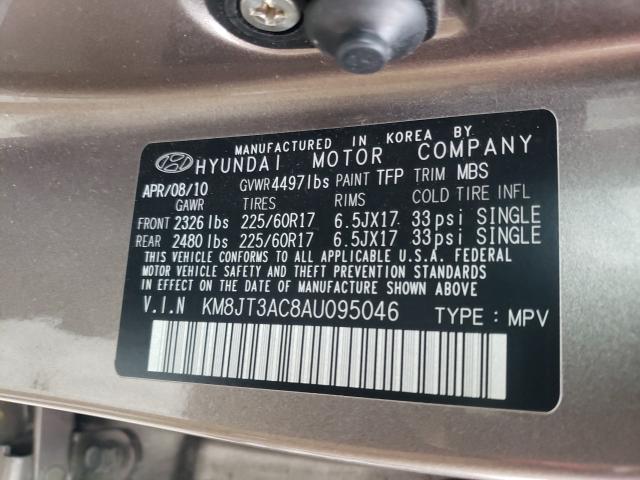 MANUFACTURED IN KOREA BY
HYUNDAI MOTOR COMPANY
APR/08/10 GVWR 4497lbs PAINT TFP TRIM MBS
GAWR TIRES RIMS COLD TIRE INFL
FRONT 2326 lbs 225/60R17 6.5JX17 33psi SINGLE
REAR 2480 lbs 225/60R17 6.5JX17 33psi SINGLE
THIS VEHICLE CONFORMS TO ALL APPLICABLE U.S.A. FEDERAL
MOTOR VEHICLE SAFETY AND THEFT PREVENTION STANDARDS
IN EFFECT ON THE DATE OF MANUFACTURE SHOWN ABOVE.
V.I.N KM8JT3AC8AU095046 TYPE : MPV